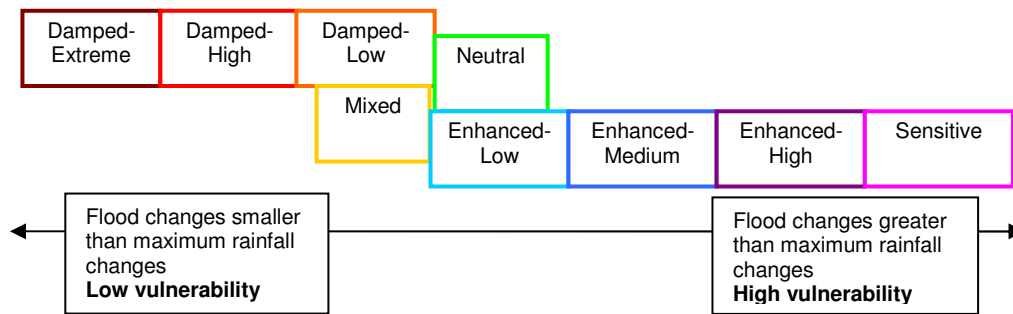 Damped-
Extreme
Damped-
High
Damped-
Low
Neutral
Mixed
Enhanced-
Low
Enhanced-
Medium
Enhanced-
High
Sensitive
Flood changes smaller
than maximum rainfall
changes
Low vulnerability
Flood changes greater
than maximum rainfall
changes
High vulnerability